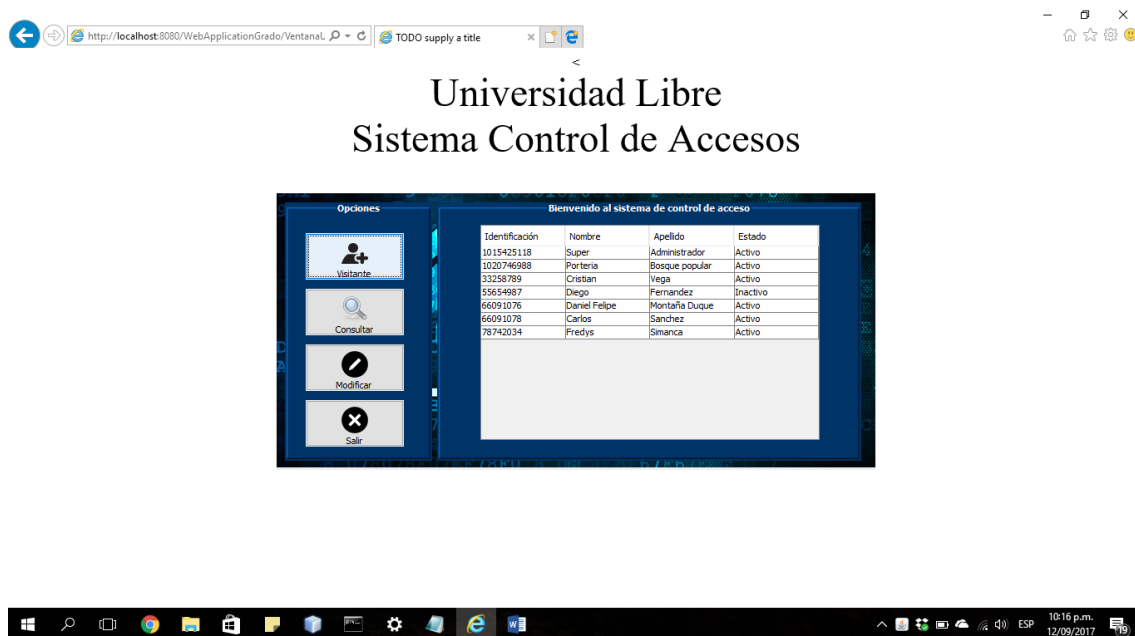 http://localhost:8080/WebApplicationGrado/VentanaL
TODO supply a title
<
Universidad Libre
Sistema Control de Accesos
Opciones
Visitante
Consultar
Modificar
Salir
Bienvenido al sistema de control de acceso
Identificación Nombre Apellido Estado
1015425118 Super Administrador Activo
1020746988 Porteria Bosque popular Activo
33258789 Cristian Vega Activo
55654987 Diego Fernandez Inactivo
66091076 Daniel Felipe Montaña Duque Activo
66091078 Carlos Sanchez Activo
78742034 Fredys Simanca Activo
ESP
10:16 p.m.
12/09/2017
19